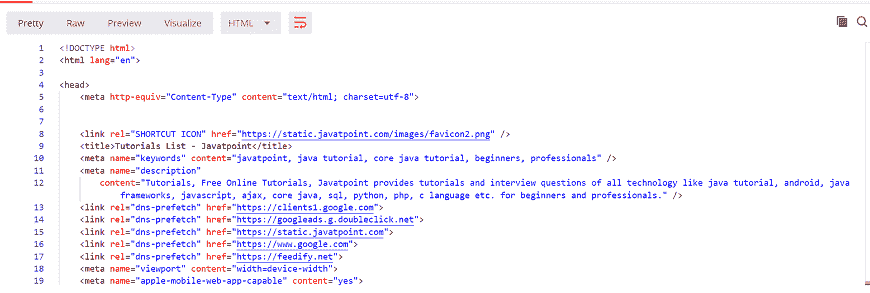 Pretty Raw Preview Visualize HTML
1 <!DOCTYPE html>
2 <html lang="en">
3
4 <head>
5 <meta http-equiv="Content-Type" content="text/html; charset=utf-8">
6
7
8 <link rel="SHORTCUT ICON" href="https://static.javatpoint.com/images/favicon2.png" />
9 <title>Tutorials List - Javatpoint</title>
10 <meta name="keywords" content="javatpoint, java tutorial, core java tutorial, beginners, professionals" />
11 <meta name="description"
12 content="Tutorials, Free Online Tutorials, Javatpoint provides tutorials and interview questions of all technology like java tutorial, android, java
frameworks, javascript, ajax, core java, sql, python, php, c language etc. for beginners and professionals." />
13 <link rel="dns-prefetch" href="https://clients1.google.com">
14 <link rel="dns-prefetch" href="https://googleads.g.doubleclick.net">
15 <link rel="dns-prefetch" href="https://static.javatpoint.com">
16 <link rel="dns-prefetch" href="https://www.google.com">
17 <link rel="dns-prefetch" href="https://feedify.net">
18 <meta name="viewport" content="width=device-width">
19 <meta name="apple-mobile-web-app-capable" content="yes">